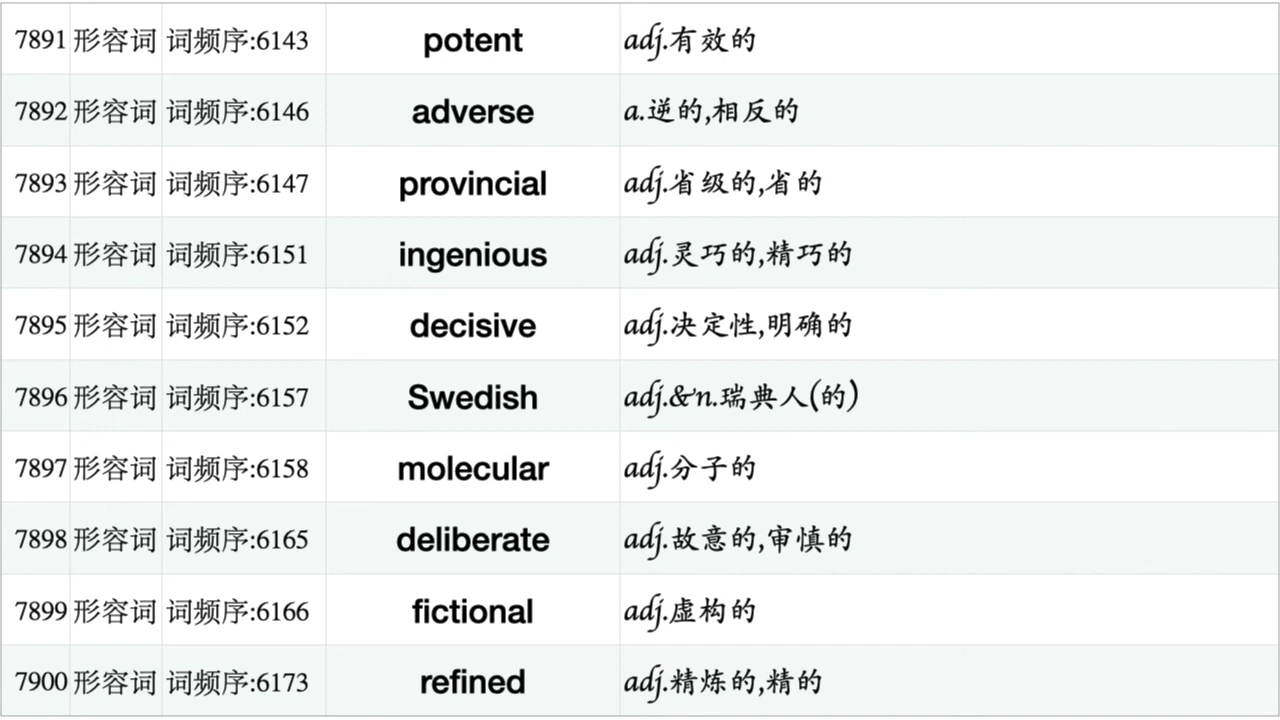 7891 形容词 词频序:6143 potent adj.有效的
7892 形容词 词频序:6146 adverse a.逆的,相反的
7893 形容词 词频序:6147 provincial adj.省级的,省的
7894 形容词 词频序:6151 ingenious adj.灵巧的,精巧的
7895 形容词 词频序:6152 decisive adj.决定性,明确的
7896 形容词 词频序:6157 Swedish adj.&n.瑞典人(的)
7897 形容词 词频序:6158 molecular adj.分子的
7898 形容词 词频序:6165 deliberate adj.故意的,审慎的
7899 形容词 词频序:6166 fictional adj.虚构的
7900 形容词 词频序:6173 refined adj.精炼的,精的